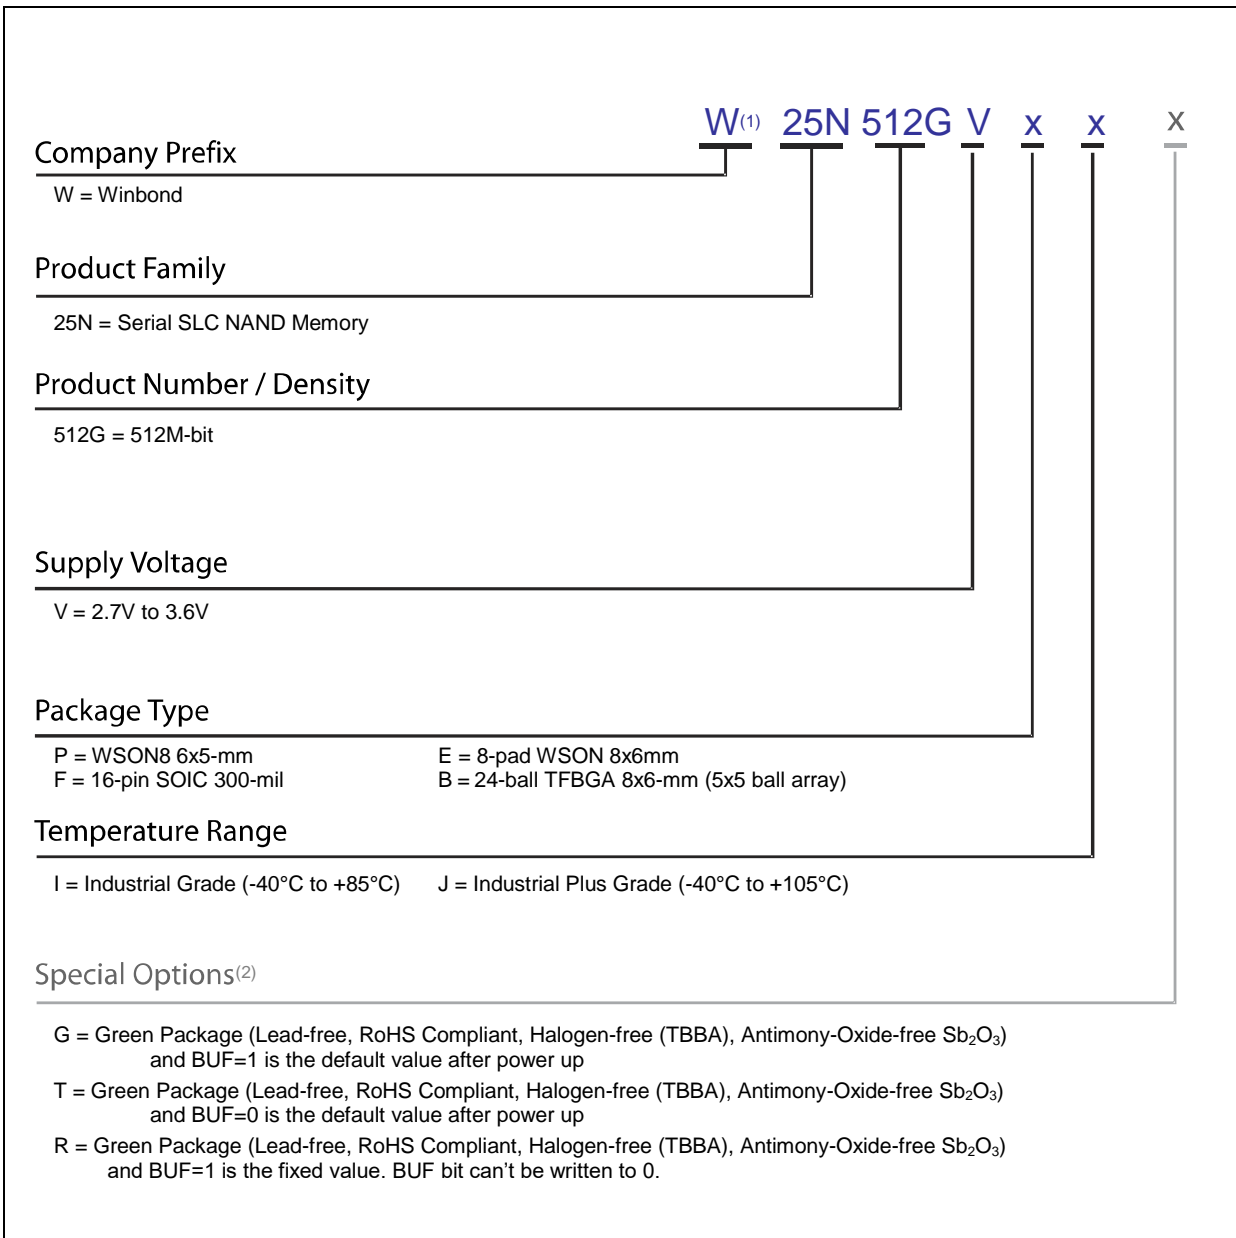 W(1) 25N 512G V x x x
Company Prefix
W = Winbond
Product Family
25N = Serial SLC NAND Memory
Product Number / Density
512G = 512M-bit
Supply Voltage
V = 2.7V to 3.6V
Package Type
P = WSON8 6x5-mm E = 8-pad WSON 8x6mm
F = 16-pin SOIC 300-mil B = 24-ball TFBGA 8x6-mm (5x5 ball array)
Temperature Range
I = Industrial Grade (-40°C to +85°C) J = Industrial Plus Grade (-40°C to +105°C)
Special Options(2)
G = Green Package (Lead-free, RoHS Compliant, Halogen-free (TBBA), Antimony-Oxide-free Sb₂O₃)
and BUF=1 is the default value after power up
T = Green Package (Lead-free, RoHS Compliant, Halogen-free (TBBA), Antimony-Oxide-free Sb₂O₃)
and BUF=0 is the default value after power up
R = Green Package (Lead-free, RoHS Compliant, Halogen-free (TBBA), Antimony-Oxide-free Sb₂O₃)
and BUF=1 is the fixed value. BUF bit can’t be written to 0.